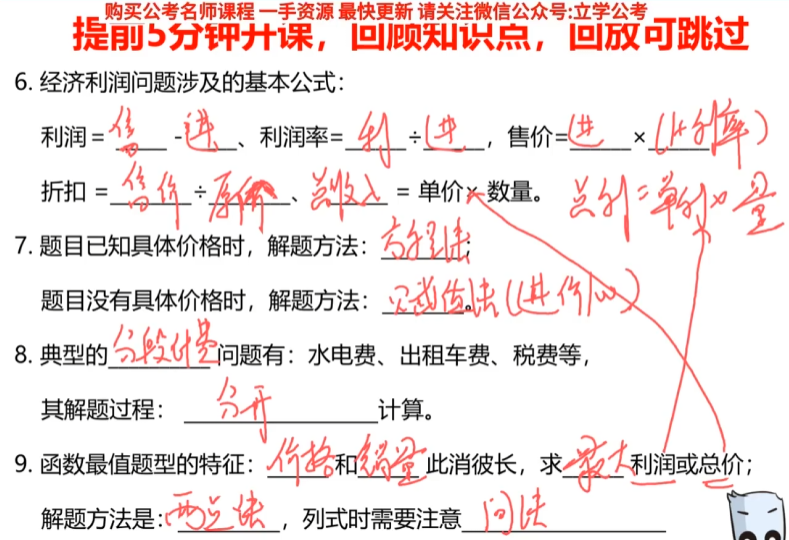 购买公考名师课程 一手资源 最快更新 请关注微信公众号:立学公考
提前5分钟开课，回顾知识点，回放可跳过
6. 经济利润问题涉及的基本公式：
利润 = 售 - 进、利润率= 利 ÷ 进，售价= 进 × (1+利率)
折扣 = 售价 ÷ 原价、总收入 = 单价× 数量。 总利 = 单利 × 量
7. 题目已知具体价格时，解题方法：方程法;
题目没有具体价格时，解题方法：赋值法(进价100)。
8. 典型的分段计费问题有：水电费、出租车费、税费等，
其解题过程： 分开 计算。
9. 函数最值题型的特征：价格和销量此消彼长，求最大利润或总价；
解题方法是: 两点法，列式时需要注意